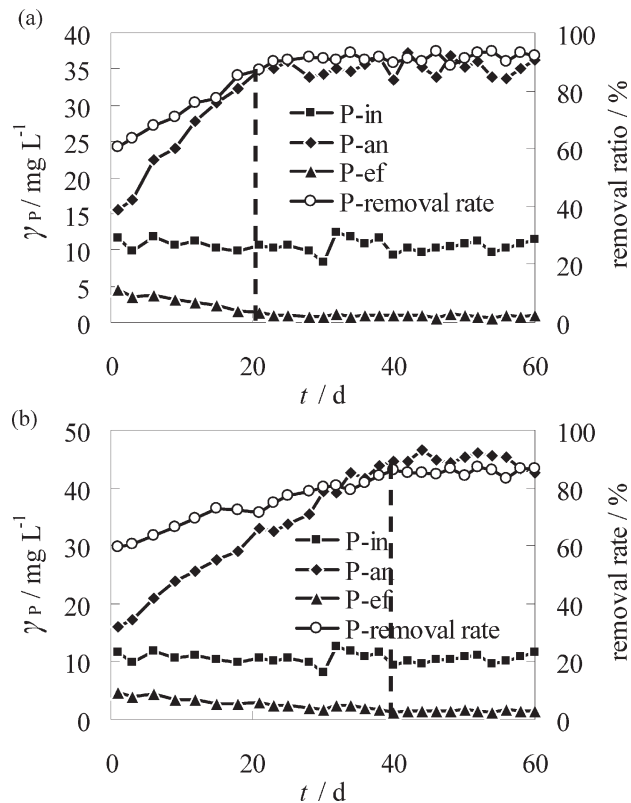 (a)
40
35
30
25
20
15
10
5
0
γP / mg L-1
100
80
60
40
20
0
removal ratio / %
P-in
P-an
P-ef
P-removal rate
0 20 40 60
t / d
(b)
50
40
30
20
10
0
γP / mg L-1
100
80
60
40
20
0
removal rate / %
P-in
P-an
P-ef
P-removal rate
0 20 40 60
t / d